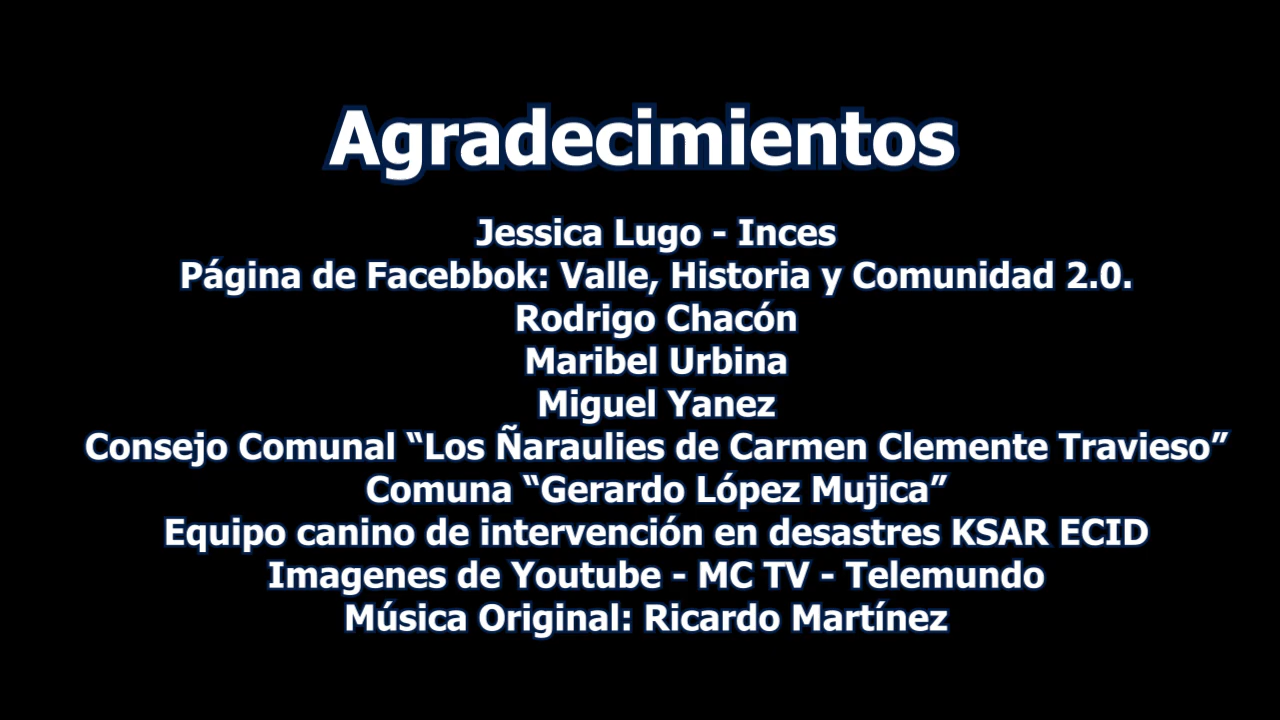 Agradecimientos
Jessica Lugo - Inces
Página de Facebbok: Valle, Historia y Comunidad 2.0.
Rodrigo Chacón
Maribel Urbina
Miguel Yanez
Consejo Comunal “Los Ñaraulies de Carmen Clemente Travieso”
Comuna “Gerardo López Mujica”
Equipo canino de intervención en desastres KSAR ECID
Imagenes de Youtube - MC TV - Telemundo
Música Original: Ricardo Martínez